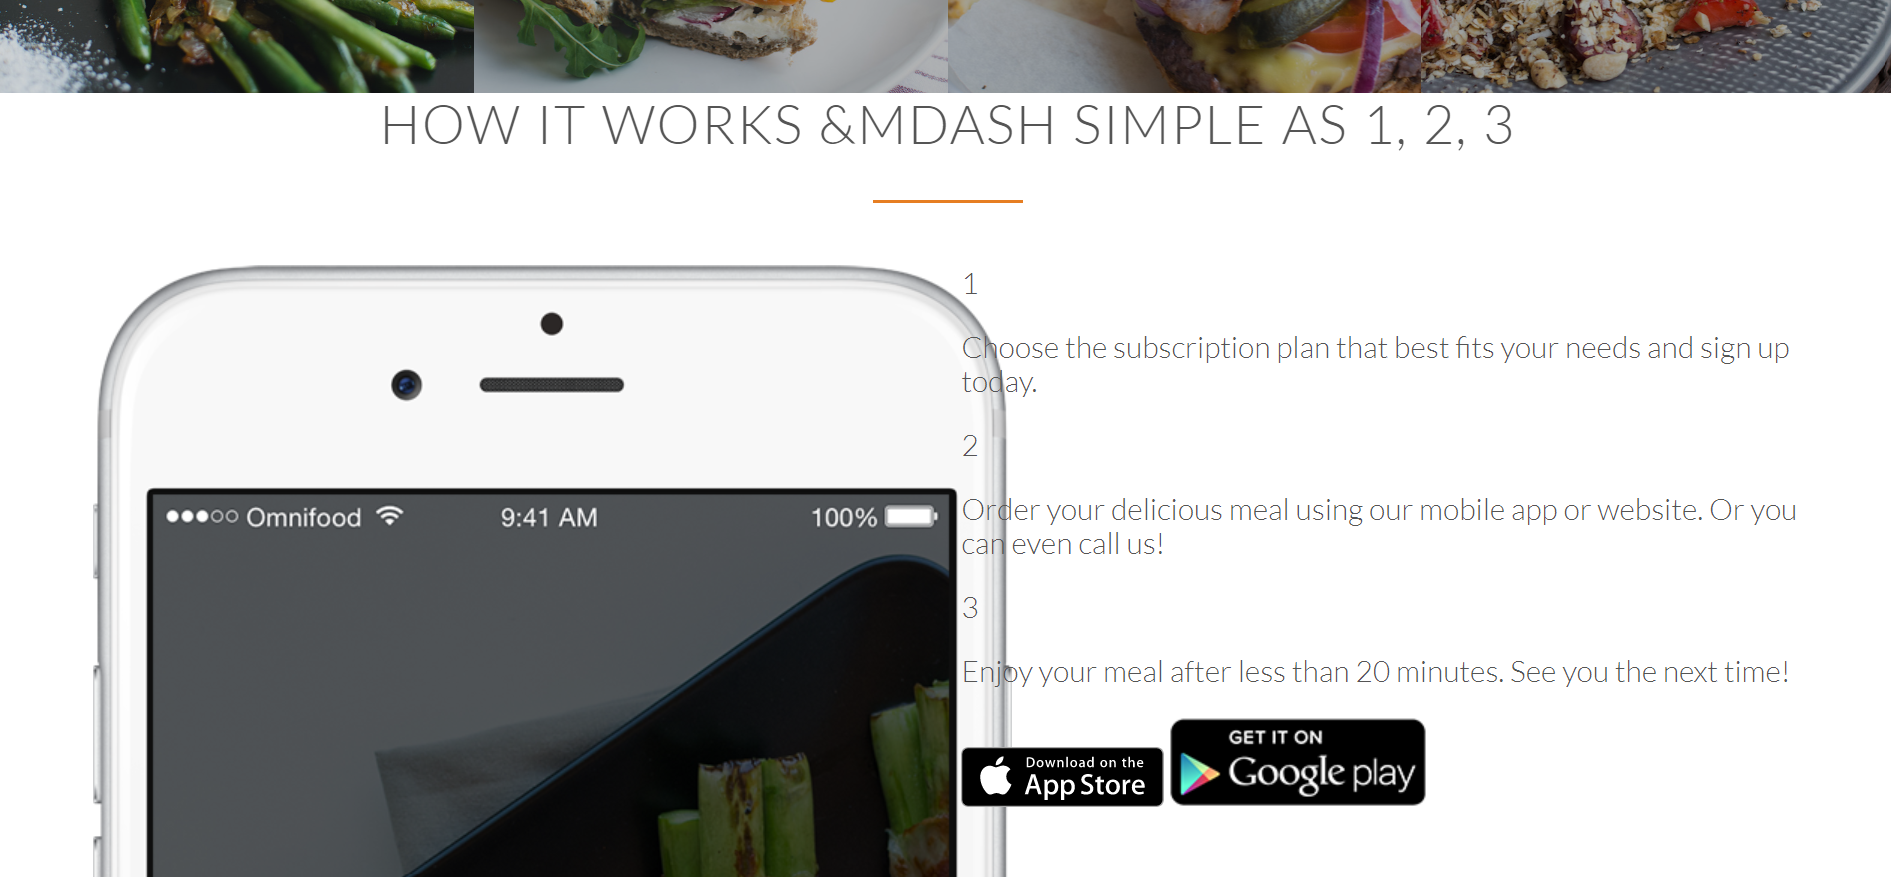 HOW IT WORKS &MDASH SIMPLE AS 1, 2, 3
Omnifood 9:41 AM 100%
1
Choose the subscription plan that best fits your needs and sign up
today.
2
Order your delicious meal using our mobile app or website. Or you
can even call us!
3
Enjoy your meal after less than 20 minutes. See you the next time!
Download on the
App Store
GET IT ON
Google play